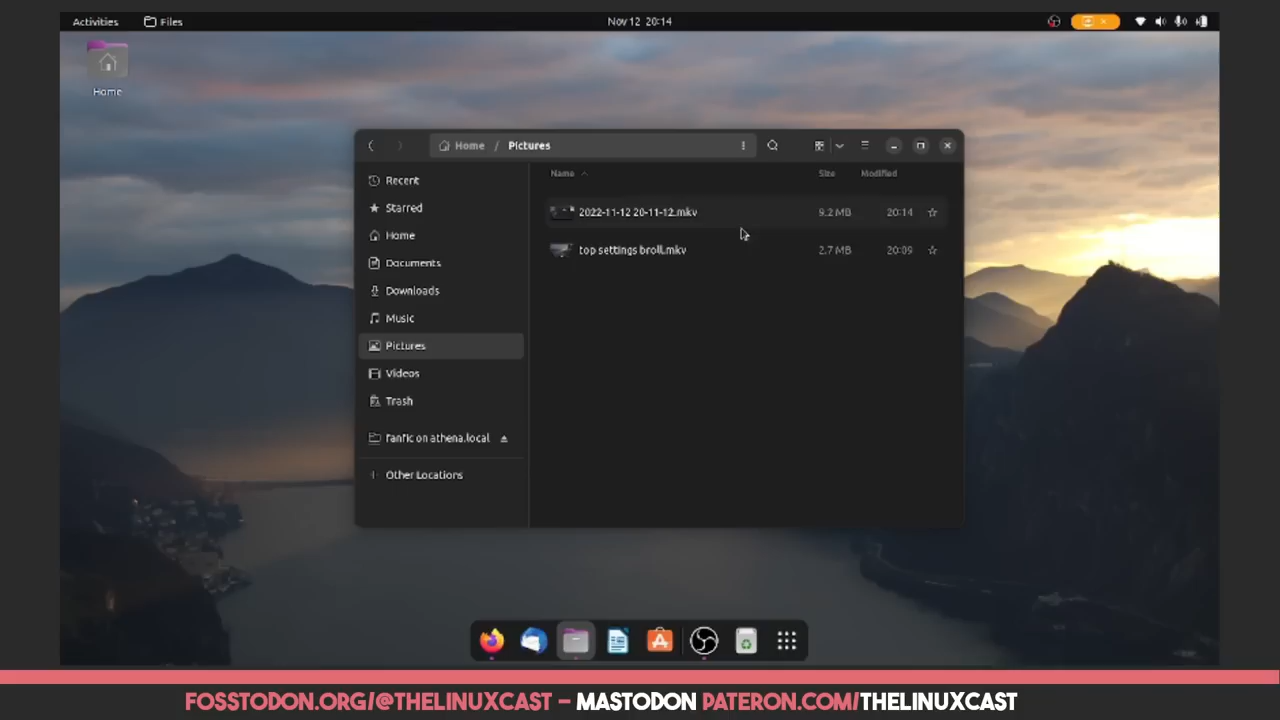 Activities Files Nov 12 20:14
Home
Home / Pictures
Name Size Modified
Recent
Starred
Home
Documents
Downloads
Music
Pictures
Videos
Trash
fanfic on athena.local
Other Locations
2022-11-12 20-11-12.mkv 9.2 MB 20:14
top settings broll.mkv 2.7 MB 20:09
FOSSTODON.ORG/@THELINUXCAST – MASTODON PATERON.COM/THELINUXCAST